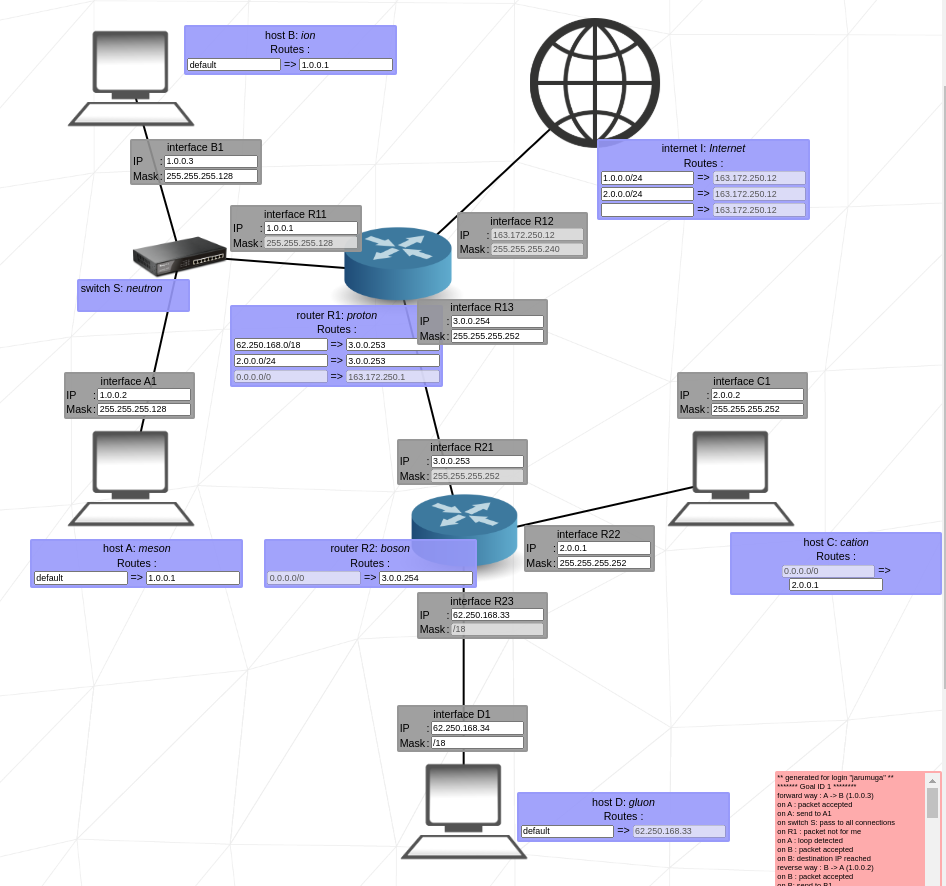 host B: ion
Routes :
default => 1.0.0.1
interface B1
IP : 1.0.0.3
Mask : 255.255.255.128
internet I: Internet
Routes :
1.0.0.0/24 => 163.172.250.12
2.0.0.0/24 => 163.172.250.12
=> 163.172.250.12
interface R11
IP : 1.0.0.1
Mask : 255.255.255.128
interface R12
IP : 163.172.250.12
Mask : 255.255.255.240
switch S: neutron
interface R13
IP : 3.0.0.254
Mask : 255.255.255.252
router R1: proton
Routes :
62.250.168.0/18 => 3.0.0.253
2.0.0.0/24 => 3.0.0.253
0.0.0.0/0 => 163.172.250.1
interface A1
IP : 1.0.0.2
Mask : 255.255.255.128
interface C1
IP : 2.0.0.2
Mask : 255.255.255.252
interface R21
IP : 3.0.0.253
Mask : 255.255.255.252
interface R22
IP : 2.0.0.1
Mask : 255.255.255.252
host A: meson
Routes :
default => 1.0.0.1
router R2: boson
Routes :
0.0.0.0/0 => 3.0.0.254
host C: cation
Routes :
0.0.0.0/0 =>
2.0.0.1
interface R23
IP : 62.250.168.33
Mask : /18
interface D1
IP : 62.250.168.34
Mask : /18
host D: gluon
Routes :
default => 62.250.168.33
** generated for login "jarumuga" **
******* Goal ID 1 ********
forward way : A -> B (1.0.0.3)
on A : packet accepted
on A: send to A1
on switch S: pass to all connections
on R1 : packet not for me
on A : loop detected
on B : packet accepted
on B: destination IP reached
reverse way : B -> A (1.0.0.2)
on B : packet accepted
on B: send to B1